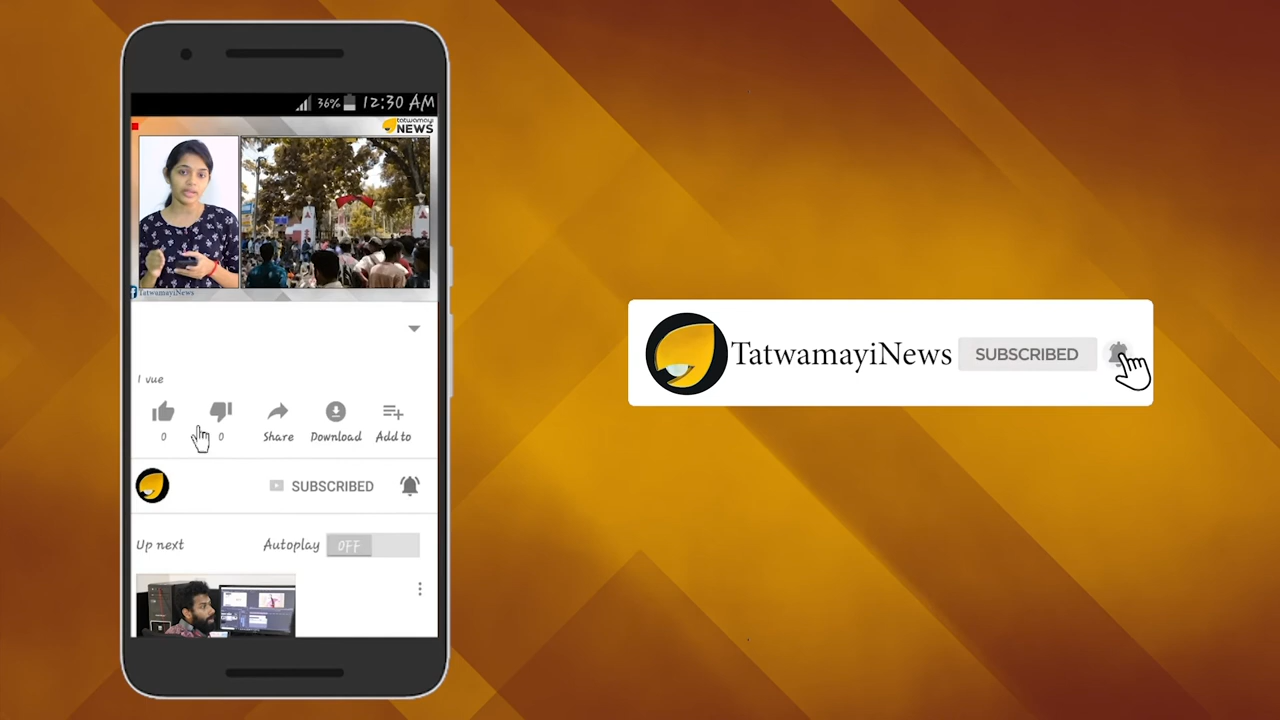 36% 12:30 AM
tatwamayi
NEWS
TatwamayiNews
1 vue
0 0 Share Download Add to
SUBSCRIBED
Up next Autoplay OFF
TatwamayiNews SUBSCRIBED